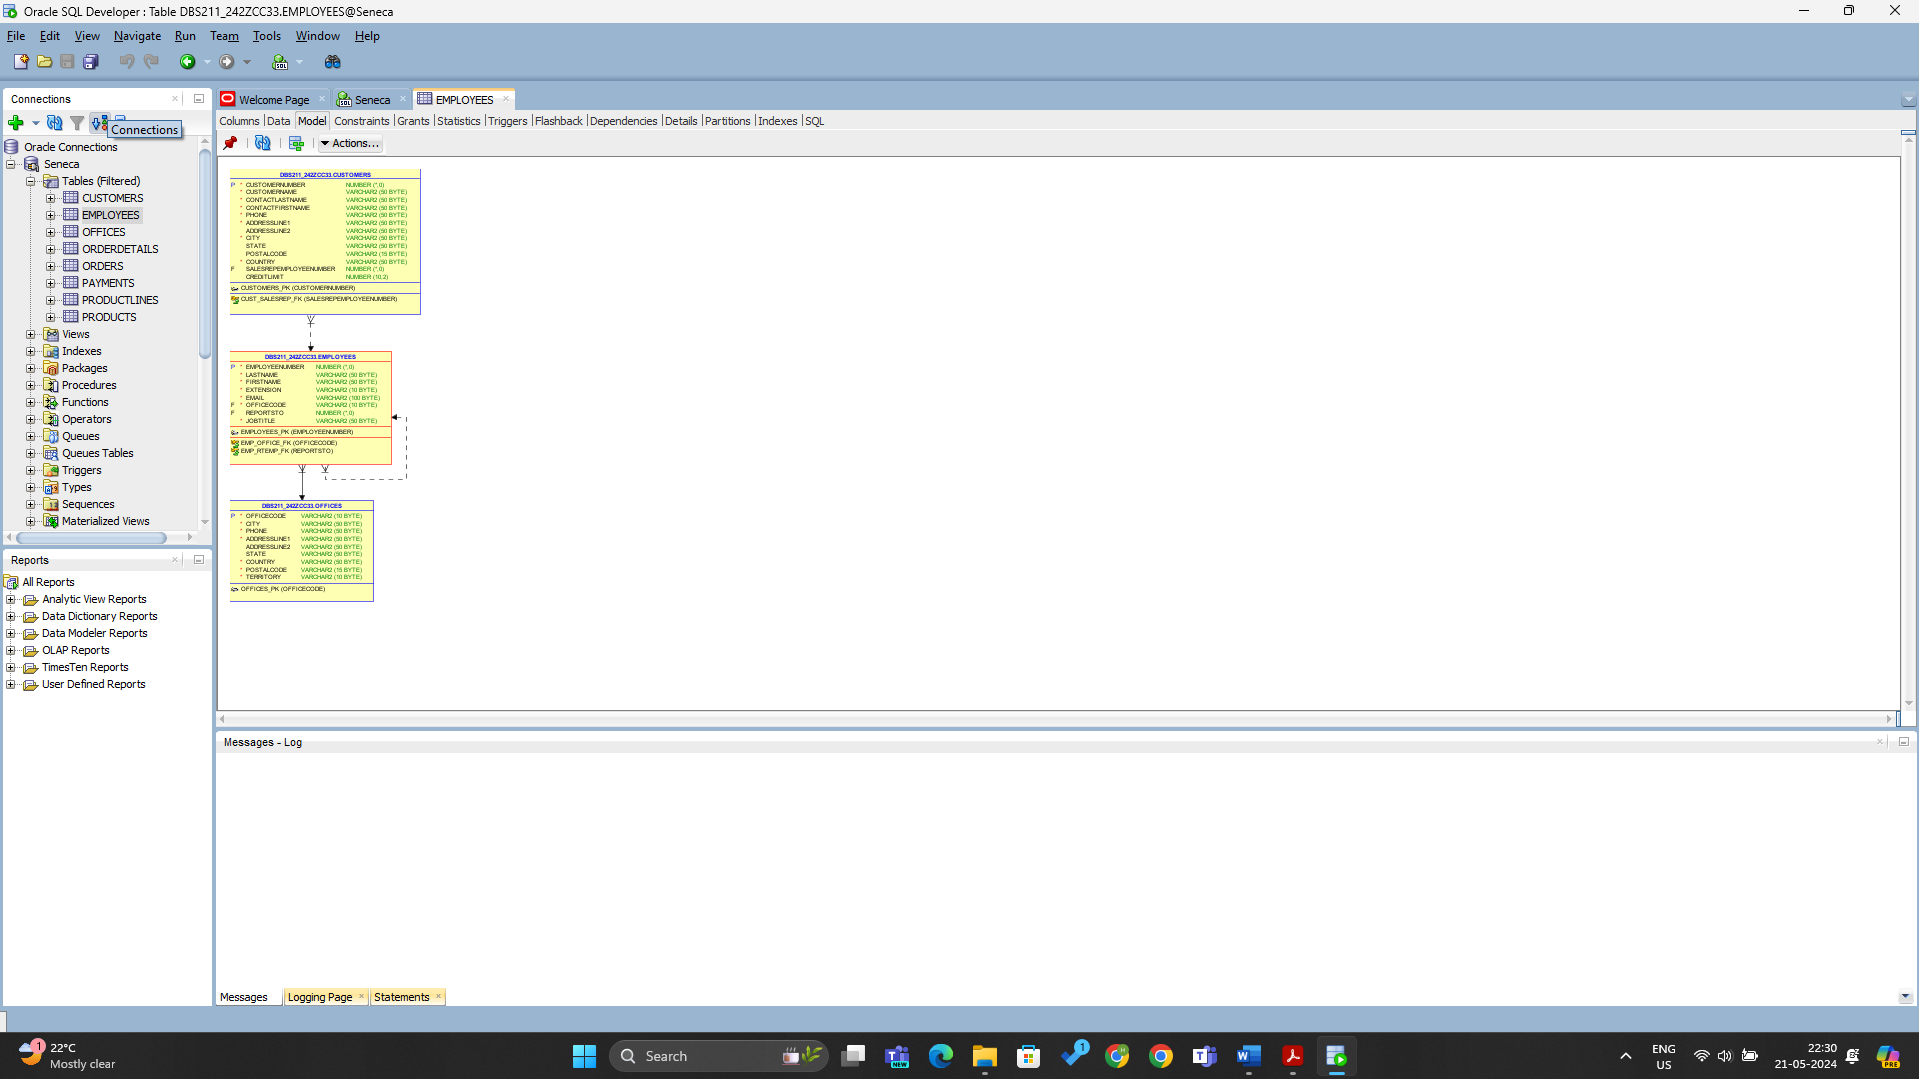 Oracle SQL Developer : Table DBS211_242ZCC33.EMPLOYEES@Seneca
File Edit View Navigate Run Team Tools Window Help
Connections
Connections
Oracle Connections
Seneca
Tables (Filtered)
CUSTOMERS
EMPLOYEES
OFFICES
ORDERDETAILS
ORDERS
PAYMENTS
PRODUCTLINES
PRODUCTS
Views
Indexes
Packages
Procedures
Functions
Operators
Queues
Queues Tables
Triggers
Types
Sequences
Materialized Views
Reports
All Reports
Analytic View Reports
Data Dictionary Reports
Data Modeler Reports
OLAP Reports
TimesTen Reports
User Defined Reports
Welcome Page Seneca EMPLOYEES
Columns Data Model Constraints Grants Statistics Triggers Flashback Dependencies Details Partitions Indexes SQL
Actions...
DBS211_242ZCC33.CUSTOMERS
P * CUSTOMERNUMBER NUMBER (*,0)
* CUSTOMERNAME VARCHAR2 (50 BYTE)
* CONTACTLASTNAME VARCHAR2 (50 BYTE)
* CONTACTFIRSTNAME VARCHAR2 (50 BYTE)
* PHONE VARCHAR2 (50 BYTE)
* ADDRESSLINE1 VARCHAR2 (50 BYTE)
ADDRESSLINE2 VARCHAR2 (50 BYTE)
* CITY VARCHAR2 (50 BYTE)
STATE VARCHAR2 (50 BYTE)
POSTALCODE VARCHAR2 (15 BYTE)
* COUNTRY VARCHAR2 (50 BYTE)
F SALESREPEMPLOYEENUMBER NUMBER (*,0)
CREDITLIMIT NUMBER (10,2)
CUSTOMERS_PK (CUSTOMERNUMBER)
CUST_SALESREP_FK (SALESREPEMPLOYEENUMBER)
DBS211_242ZCC33.EMPLOYEES
P * EMPLOYEENUMBER NUMBER (*,0)
* LASTNAME VARCHAR2 (50 BYTE)
* FIRSTNAME VARCHAR2 (50 BYTE)
* EXTENSION VARCHAR2 (10 BYTE)
* EMAIL VARCHAR2 (100 BYTE)
F * OFFICECODE VARCHAR2 (10 BYTE)
F REPORTSTO NUMBER (*,0)
* JOBTITLE VARCHAR2 (50 BYTE)
EMPLOYEES_PK (EMPLOYEENUMBER)
EMP_OFFICE_FK (OFFICECODE)
EMP_RTEMP_FK (REPORTSTO)
DBS211_242ZCC33.OFFICES
P * OFFICECODE VARCHAR2 (10 BYTE)
* CITY VARCHAR2 (50 BYTE)
* PHONE VARCHAR2 (50 BYTE)
* ADDRESSLINE1 VARCHAR2 (50 BYTE)
ADDRESSLINE2 VARCHAR2 (50 BYTE)
STATE VARCHAR2 (50 BYTE)
* COUNTRY VARCHAR2 (50 BYTE)
* POSTALCODE VARCHAR2 (15 BYTE)
* TERRITORY VARCHAR2 (10 BYTE)
OFFICES_PK (OFFICECODE)
Messages - Log
Messages Logging Page Statements
1
22°C
Mostly clear
Search
NEW
1
ENG
US
22:30
21-05-2024
PRE